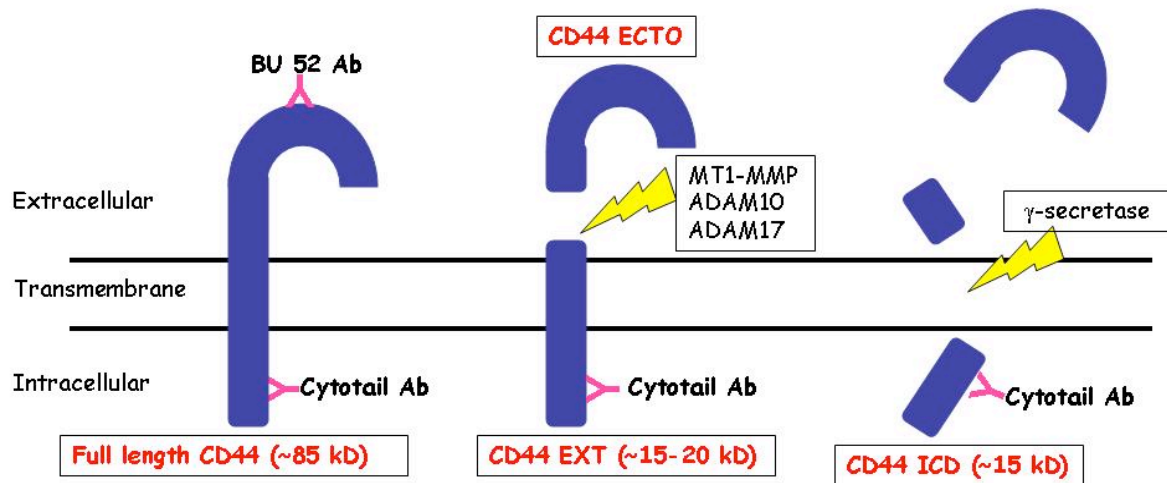 CD44 ECTO
BU 52 Ab
MT1-MMP
ADAM10
ADAM17
Extracellular
γ-secretase
Transmembrane
Intracellular
Cytotail Ab
Cytotail Ab
Cytotail Ab
Full length CD44 (~85 kD)
CD44 EXT (~15-20 kD)
CD44 ICD (~15 kD)